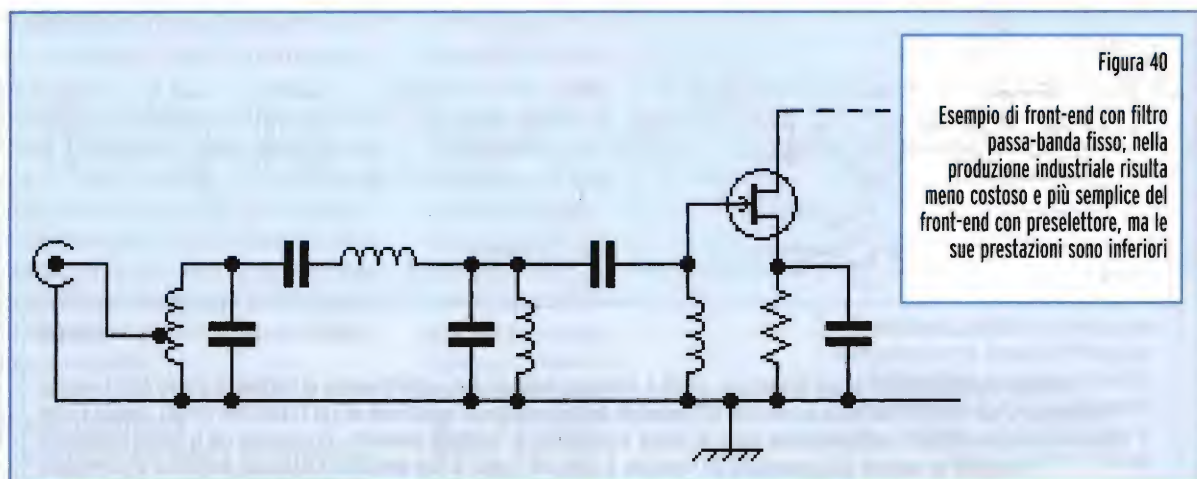 Figura 40
Esempio di front-end con filtro
passa-banda fisso; nella
produzione industriale risulta
meno costoso e più semplice del
front-end con preselettore, ma le
sue prestazioni sono inferiori